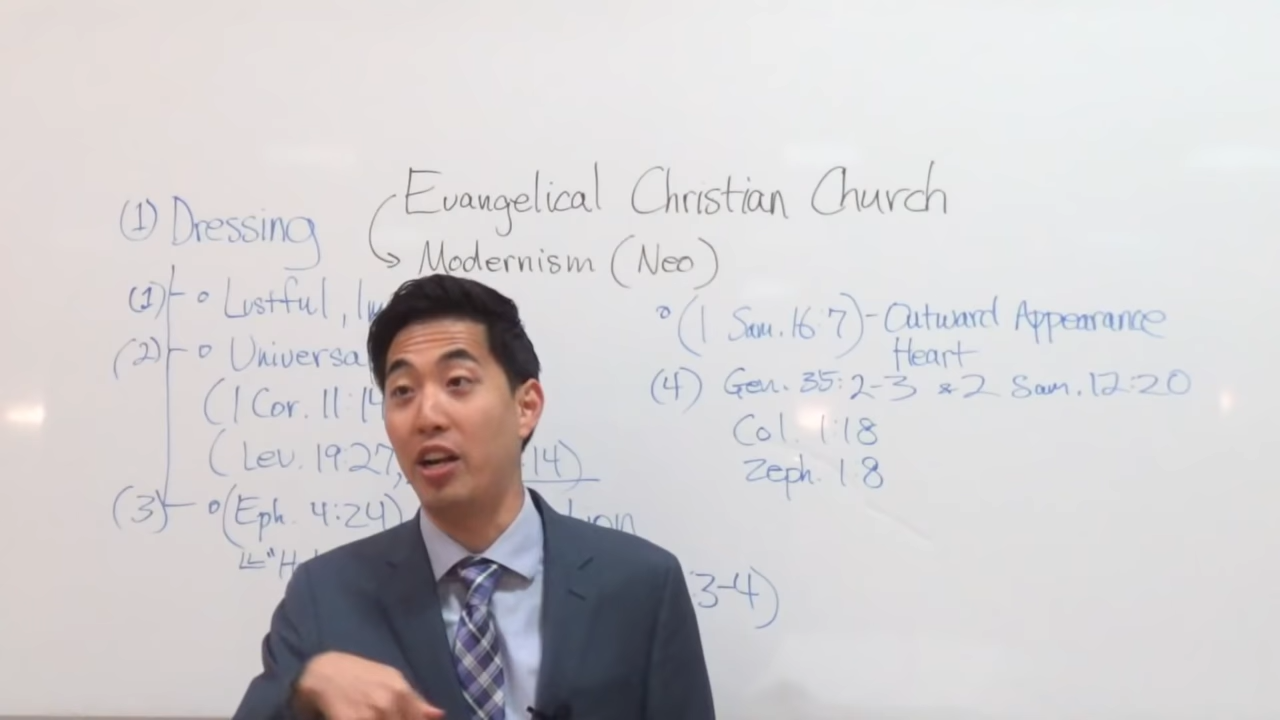 Evangelical Christian Church
(1) Dressing
Modernism (Neo)
(1) Lustful,
(2)
(1 Cor. 11:14
(Lev. 19:27, :14)
(3) (Eph. 4:24)
3-4)
(1 Sam. 16:7) - Outward Appearance
Heart
(4) Gen. 35:2-3 & 2 Sam. 12:20
Col. 1:18
Zeph. 1:8